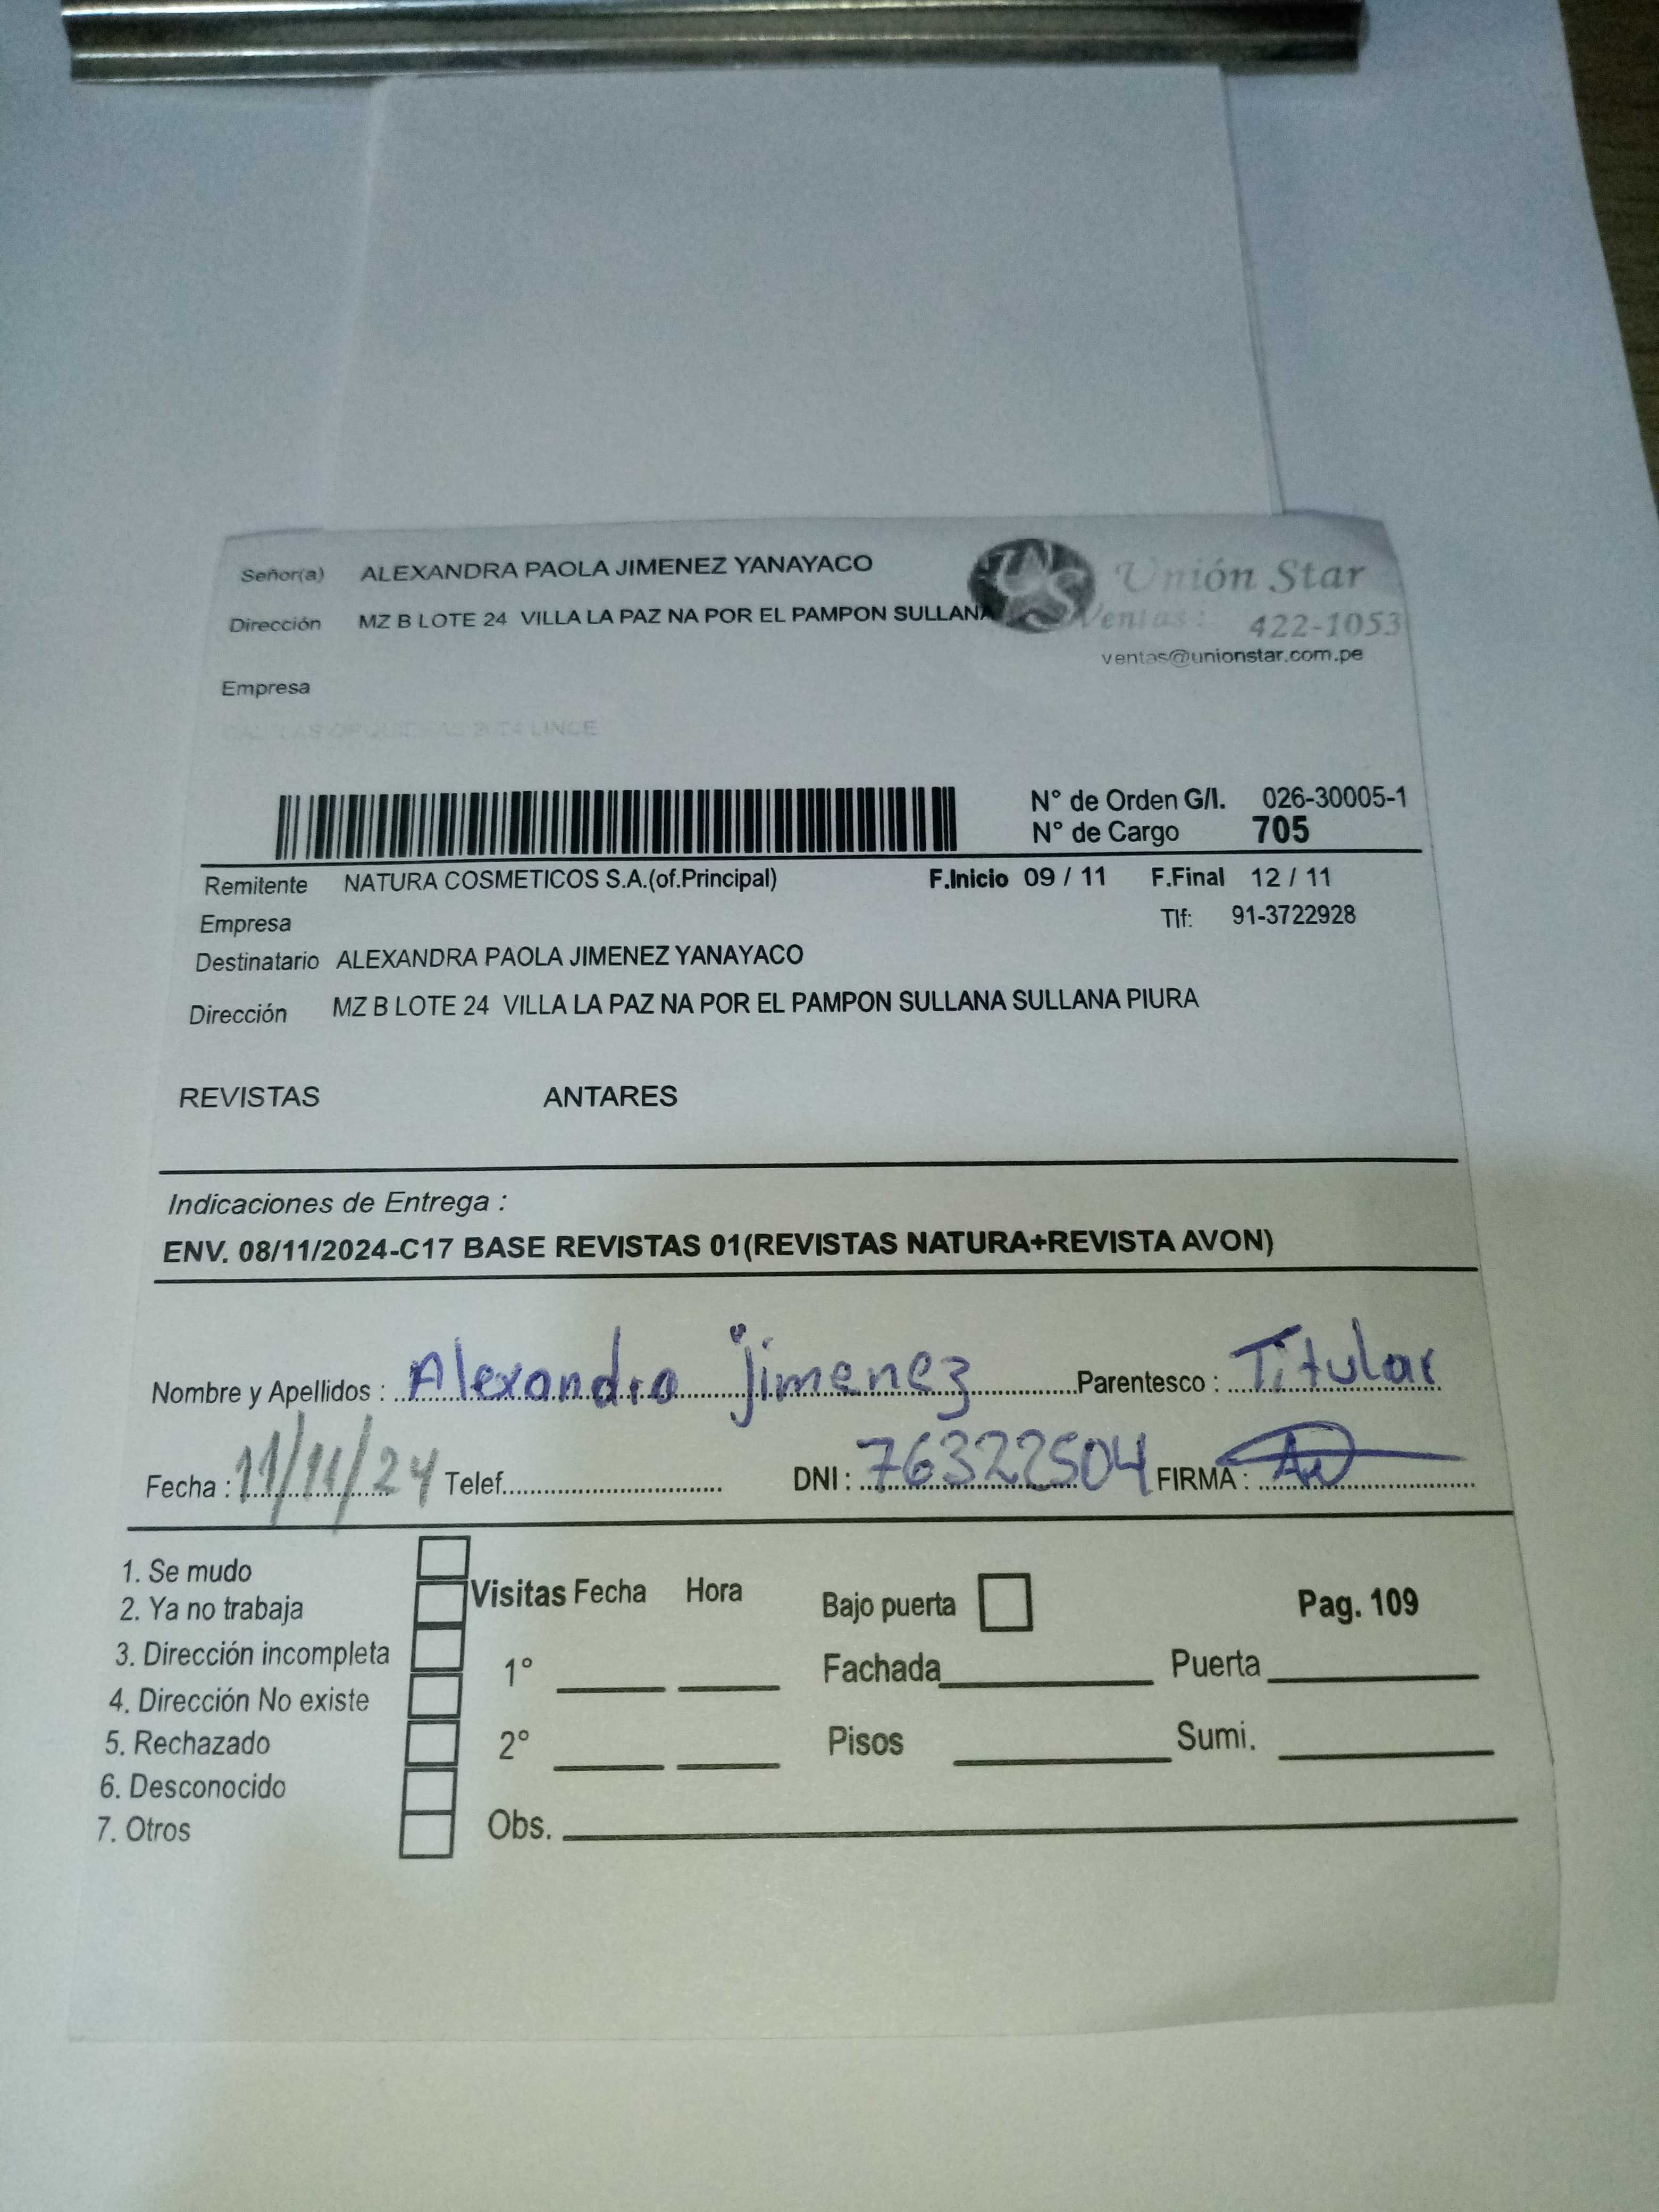 Señor(a) ALEXANDRA PAOLA JIMENEZ YANAYACO
Unión Star
Dirección MZ B LOTE 24 VILLA LA PAZ NA POR EL PAMPON SULLANA
Ventas: 422-1053
ventas@unionstar.com.pe
Empresa
LINCE
N° de Orden G/I. 026-30005-1
N° de Cargo 705
Remitente NATURA COSMETICOS S.A.(of.Principal) F.Inicio 09 / 11 F.Final 12 / 11
Empresa Tlf: 91-3722928
Destinatario ALEXANDRA PAOLA JIMENEZ YANAYACO
Dirección MZ B LOTE 24 VILLA LA PAZ NA POR EL PAMPON SULLANA SULLANA PIURA
REVISTAS ANTARES
Indicaciones de Entrega :
ENV. 08/11/2024-C17 BASE REVISTAS 01(REVISTAS NATURA+REVISTA AVON)
Nombre y Apellidos : Alexandra jimenez Parentesco : Titular
Fecha : 11/11/24 Telef. DNI : 76322504 FIRMA :
1. Se mudo
2. Ya no trabaja
3. Dirección incompleta
4. Dirección No existe
5. Rechazado
6. Desconocido
7. Otros
Visitas Fecha Hora Bajo puerta Pag. 109
1° Fachada Puerta
2° Pisos Sumi.
Obs.